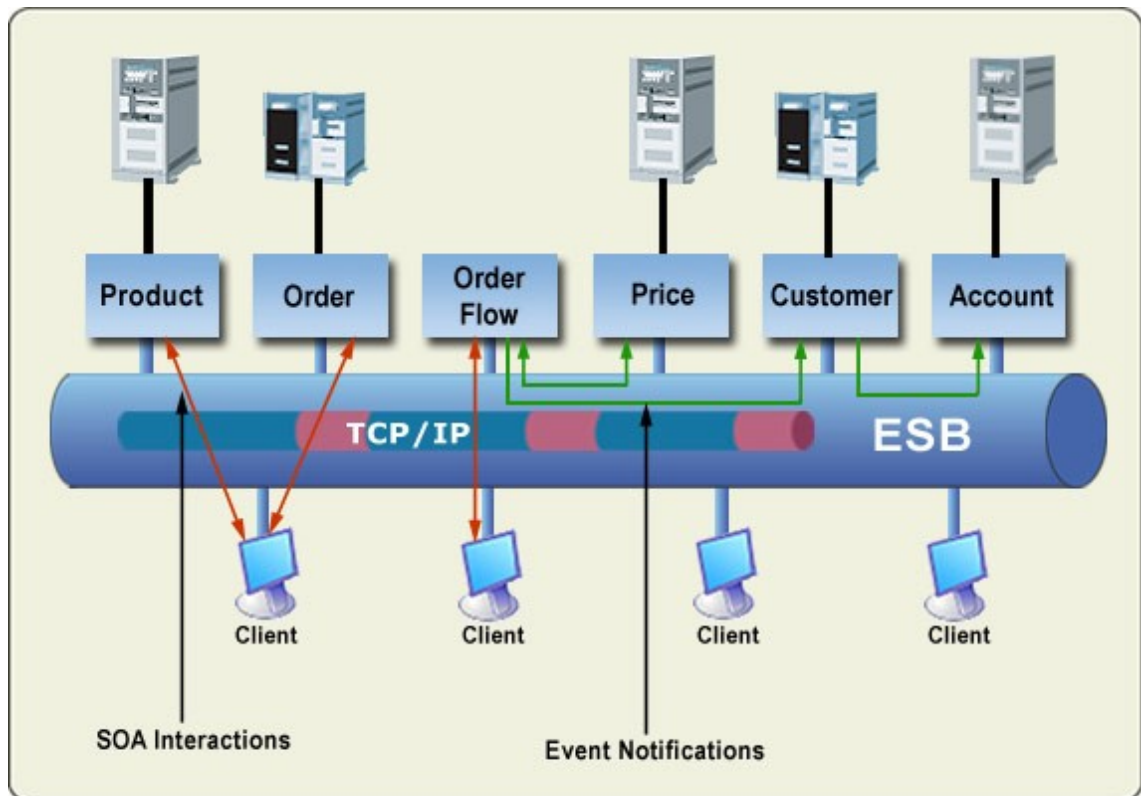 Product
Order
Order
Flow
Price
Customer
Account
TCP/IP
ESB
Client
Client
Client
Client
SOA Interactions
Event Notifications